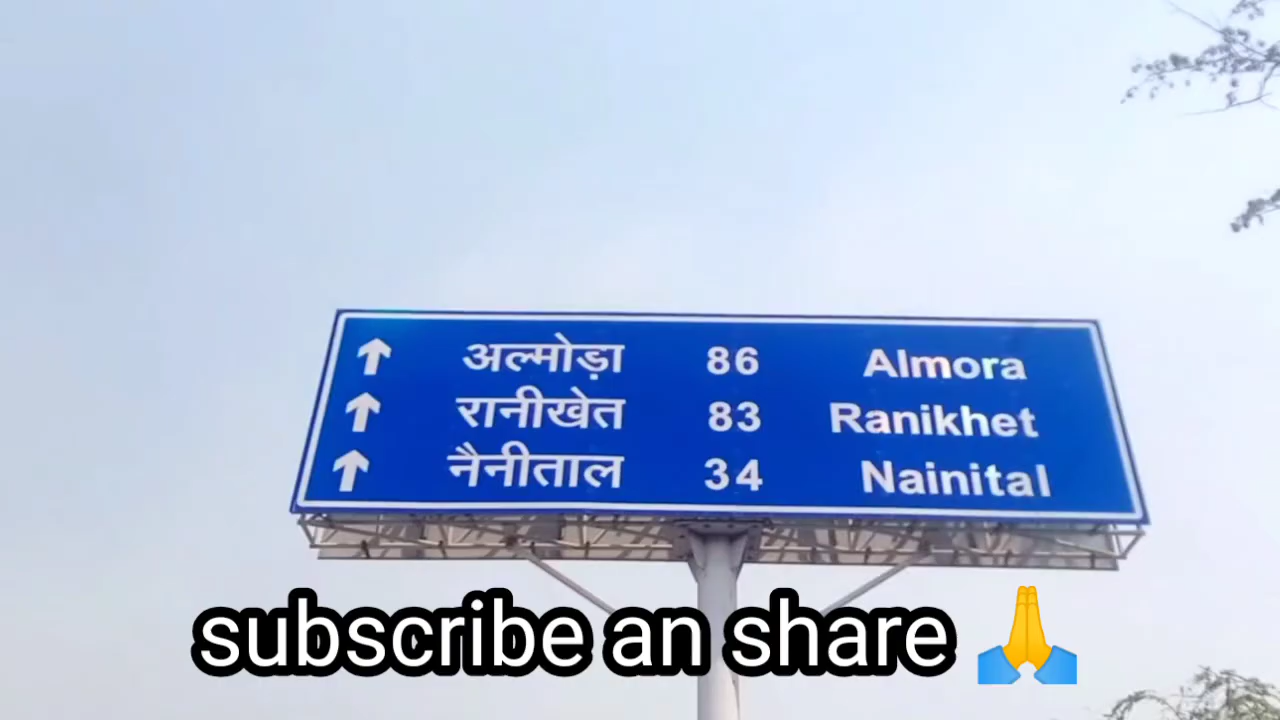 ↑ अल्मोड़ा 86 Almora
↑ रानीखेत 83 Ranikhet
↑ नैनीताल 34 Nainital
subscribe an share 🙏